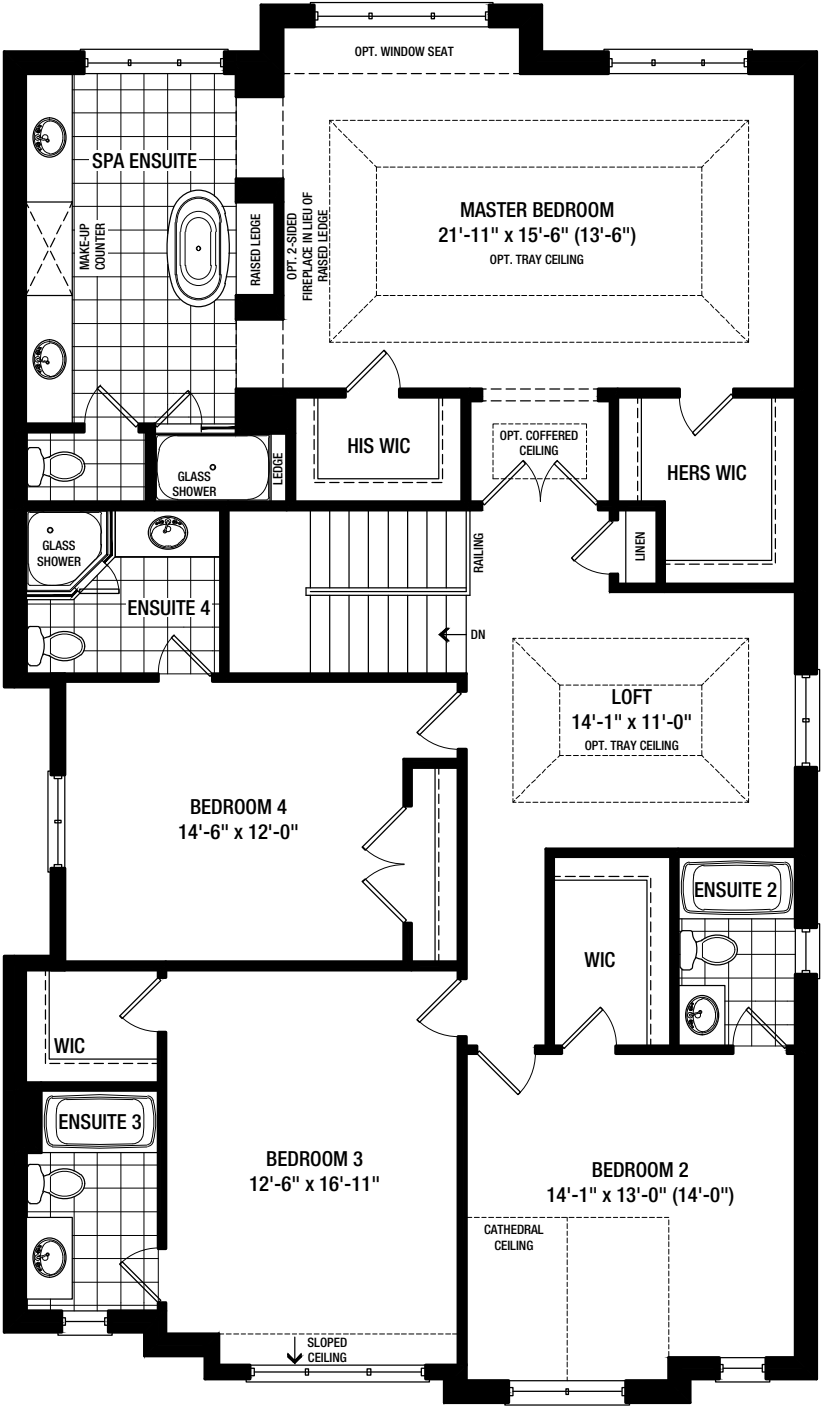 OPT. WINDOW SEAT
SPA ENSUITE
MAKE-UP
COUNTER
RAISED LEDGE
OPT. 2-SIDED
FIREPLACE IN LIEU OF
RAISED LEDGE
MASTER BEDROOM
21'-11" x 15'-6" (13'-6")
OPT. TRAY CEILING
GLASS
SHOWER
LEDGE
HIS WIC
OPT. COFFERED
CEILING
HERS WIC
GLASS
SHOWER
ENSUITE 4
RAILING
LINEN
DN
LOFT
14'-1" x 11'-0"
OPT. TRAY CEILING
BEDROOM 4
14'-6" x 12'-0"
ENSUITE 2
WIC
WIC
ENSUITE 3
BEDROOM 3
12'-6" x 16'-11"
BEDROOM 2
14'-1" x 13'-0" (14'-0")
CATHEDRAL
CEILING
SLOPED
CEILING